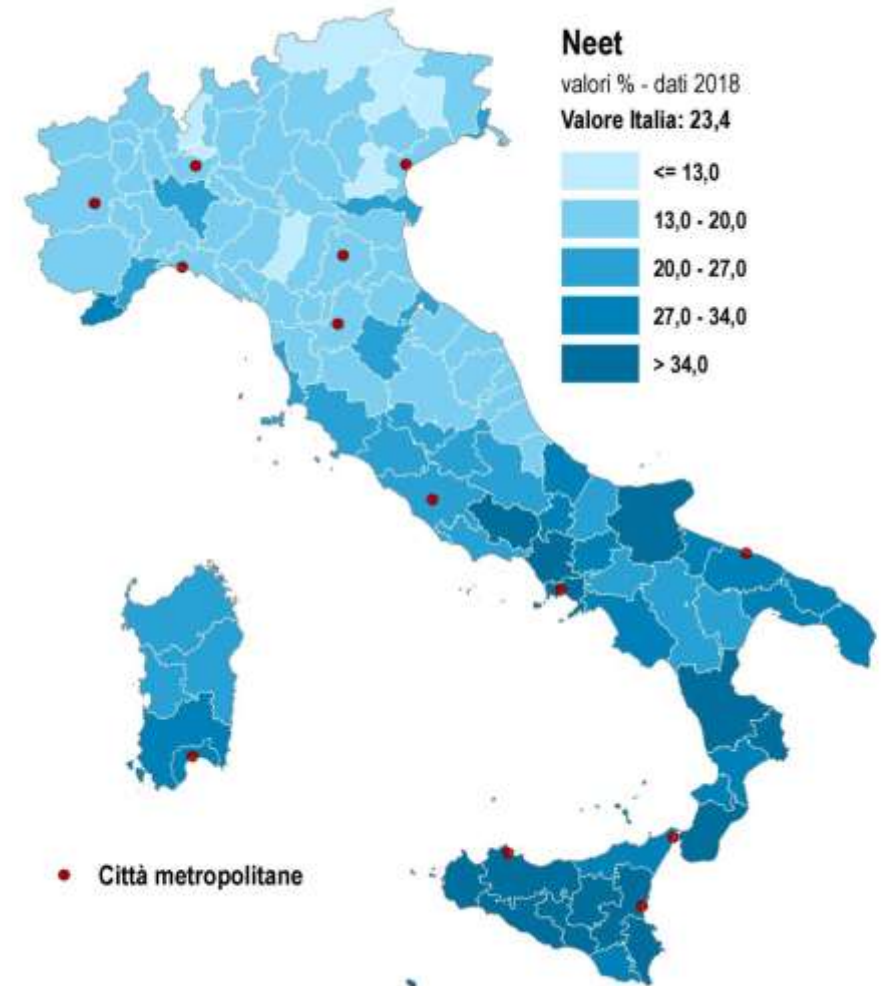 Neet
valori % - dati 2018
Valore Italia: 23,4
<= 13,0
13,0 - 20,0
20,0 - 27,0
27,0 - 34,0
> 34,0
Città metropolitane